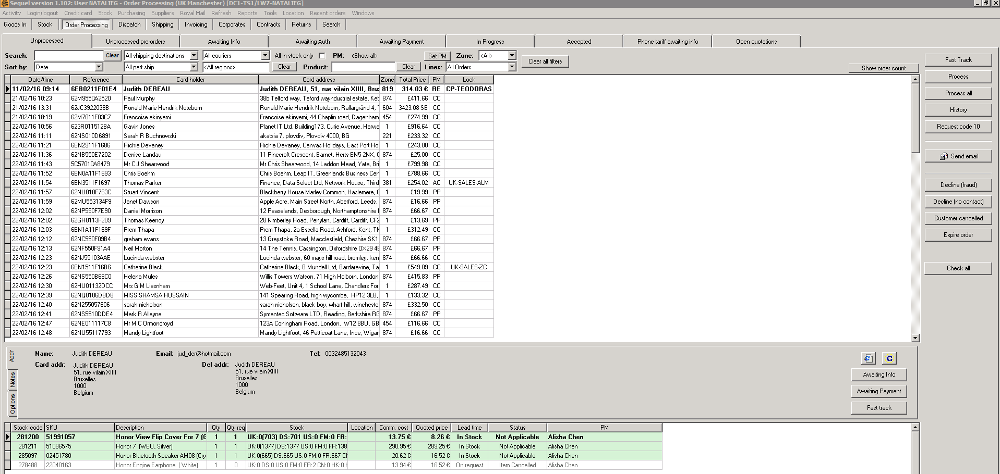 Sequel version 1.102: User NATALIEG - Order Processing (UK Manchester) [DC1-TS1/LW7-NATALIEG]
Activity Login/logout Credit card Stock Purchasing Suppliers Royal Mail Refresh Reports Tools Location Recent orders Windows
Goods In Stock Order Processing Dispatch Shipping Invoicing Corporates Contracts Returns Search
Unprocessed Unprocessed pre-orders Awaiting Info Awaiting Auth Awaiting Payment In Progress Accepted Phone tariff awaiting info Open quotations
Search: Clear All shipping destinations All couriers All in stock only PM: <Show all> Set PM Zone: <All> Clear all filters
Sort by: Date All part ship <All regions> Clear Product: Clear Lines: All Orders Show order count
Date/time Reference Card holder Card address Zone Total Price PM Lock
11/02/16 09:14 6EB0211F01E4 Judith DEREAU Judith DEREAU, 51, rue vilain XIIII, Bru: 819 314.03 € RE CP-TEODORAS
21/02/16 10:23 62M9550A2520 Paul Murphy 38b Telford way, Teford wayndustrial estate, Ket 874 £411.66 CC
21/02/16 13:31 62JC3922038B Ronald Marie Hendrik Noteborn Ronald Marie Hendrik Noteborn, Rallargränd 4, 604 3423.08 SE CC
21/02/16 18:19 62M7011F03C7 Francoise akinyemi Francoise akinyemi, 44 Chaplin road, Dagenham 454 £274.99 CC
22/02/16 10:56 623R011512BA Gavin Jones Planet IT Ltd, Building173, Curie Avenue, Harwe 1 £916.64 CC
22/02/16 11:11 62NS010D6891 Sarah R Buchnowski akatsia 7, plovdiv, Plovdiv 4000, BG 221 £233.32 CC
22/02/16 11:21 6EN2911F1686 Richie Devaney Richie Devaney, Canvas Holidays, East Port Ho 1 £243.00 CC
22/02/16 11:36 62NB550E7202 Denise Landau 11 Pinecroft Crescent, Barnet, Herts EN5 2NX, 874 £25.00 CC
22/02/16 11:43 5C57010A8479 Mr C J Shearwood Mr Chris Shearwood, 14 Laddon Mead, Yate, Bri 1 £799.98 CC
22/02/16 11:52 6EN0A11F1693 Chris Boehm Chris Boehm, Leap IT, Greenlands Business Cer 1 £788.66 CC
22/02/16 11:54 6EN3511F1697 Thomas Parker Finance, Data Select Ltd, Network House, Third 381 £254.02 AC UK-SALES-ALM
22/02/16 11:57 62NU010F763C Stuart Vincent Blackberry House Marley Common, Haslemere, 1 £19.99 PP
22/02/16 11:59 62MU553134F9 Janet Dawson Apple Acre, Main Street North, Aberford, Leeds, 874 £16.66 PP
22/02/16 12:02 62NP550F7E90 Daniel Morrison 12 Peaselands, Desborough, Northamptonshire 874 £66.67 CC
22/02/16 12:02 62GH0113F209 Thomas Keenoy 28 Kimberley Road, Penylan, Cardiff, Cardiff, CF2 1 £13.69 PP
22/02/16 12:03 6EN1A11F169F Prem Thapa Prem Thapa, 2a Essella Road, Ashford, Kent, TN 1 £312.49 CC
22/02/16 12:12 62NC550F09B4 graham evans 13 Greystoke Road, Macclesfield, Cheshire SK1 874 £66.67 PP
22/02/16 12:13 62NF550F91A4 Neil Morton 14 The Tennis, Cassington, Oxfordshire OX29 4E 874 £66.67 PP
22/02/16 12:23 62NJ55103AAE Lucinda webster Lucinda webster, 60 mays hill road, bromley, ken 874 £66.66 CC
22/02/16 12:23 6EN1511F16B6 Catherine Black Catherine Black, B Mundell Ltd, Bardaravine, Ta 1 £549.09 CC UK-SALES-ZC
22/02/16 12:26 62NS550B69C0 Helena Mules Willis Towers Watson, 71 High Holborn, London 874 £415.83 PP
22/02/16 12:30 62HU01132DCC Mrs G M Liesnham Web-Feet, Unit 4, 1 School Lane, Chandlers For 1 £287.49 CC
22/02/16 12:39 62NQ0106DBD8 MISS SHAMSA HUSSAIN 141 Spearing Road, high wycombe, HP12 3LB, 1 £133.32 CC
22/02/16 12:40 62N255057606 sarah nicholson sarah nicholson, black boy, wharf hill, wincheste 874 £332.50 CC
22/02/16 12:41 62NS5510DDE4 Mark R Alleyne Symantec Software LTD, Reading, Berkshire RG 874 £66.67 PP
22/02/16 12:47 62NE011117C8 Mr M C Ormondroyd 123A Coningham Road, London, W12 8BU, GB 454 £116.66 CC
22/02/16 12:48 62NU55117793 Mandy Lightfoot Mandy Lightfoot, 46 Petticoat Lane, Ince, Wigar 874 £16.66 CC
Fast Track
Process
Process all
History
Request code 10
Send email
Decline (fraud)
Decline (no contact)
Customer cancelled
Expire order
Check all
Addr
Notes
Options
Name: Judith DEREAU Email: jud_der@hotmail.com Tel: 0032485132043
Card addr: Judith DEREAU
51, rue vilain XIIII
Bruxelles
1000
Belgium
Del addr: Judith DEREAU
51, rue vilain XIIII
Bruxelles
1000
Belgium
G
Awaiting Info
Awaiting Payment
Fast track
Stock code SKU Description Qty Qty req Stock Location Comm. cost Quoted price Lead time Status PM
281200 51991057 Honor View Flip Cover For 7 (G 1 1 UK:0(703) DS:701 US:0 FM:0 FR: 13.75 € 8.26 € In Stock Not Applicable Alisha Chen
281211 51096575 Honor 7 (WEU, Silver) 1 1 UK:0(1377) DS:1377 US:0 FM:0 FR:138 290.95 € 289.25 € In Stock Not Applicable Alisha Chen
285097 02451780 Honor Bluetooth Speaker AM08 (Cry 1 1 UK:0(665) DS:665 US:0 FM:0 FR:667 CN 20.62 € 16.52 € In Stock Not Applicable Alisha Chen
278488 22040163 Honor Engine Earphone ( White) 1 0 UK:0 DS:0 US:0 FM:0 FR:2 CN:0 HK:0 13.94 € 16.52 € On request Item Cancelled Alisha Chen